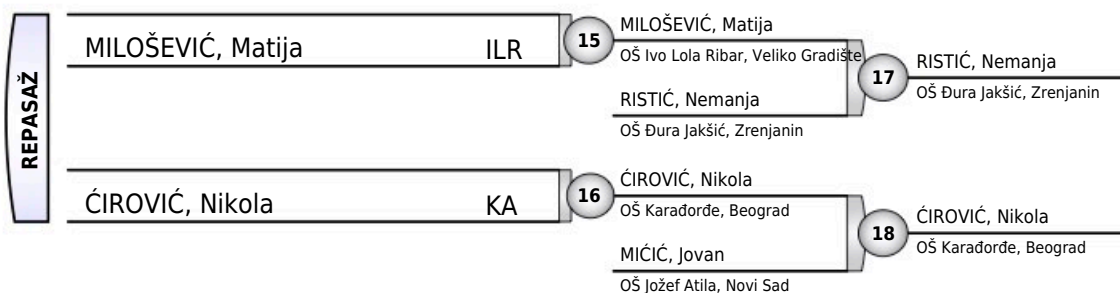 REPASAŽ
MILOŠEVIĆ, Matija ILR
15
MILOŠEVIĆ, Matija
OŠ Ivo Lola Ribar, Veliko Gradište
RISTIĆ, Nemanja
OŠ Đura Jakšić, Zrenjanin
17
RISTIĆ, Nemanja
OŠ Đura Jakšić, Zrenjanin
ĆIROVIĆ, Nikola KA
16
ĆIROVIĆ, Nikola
OŠ Karađorđe, Beograd
MIĆIĆ, Jovan
OŠ Jožef Atila, Novi Sad
18
ĆIROVIĆ, Nikola
OŠ Karađorđe, Beograd